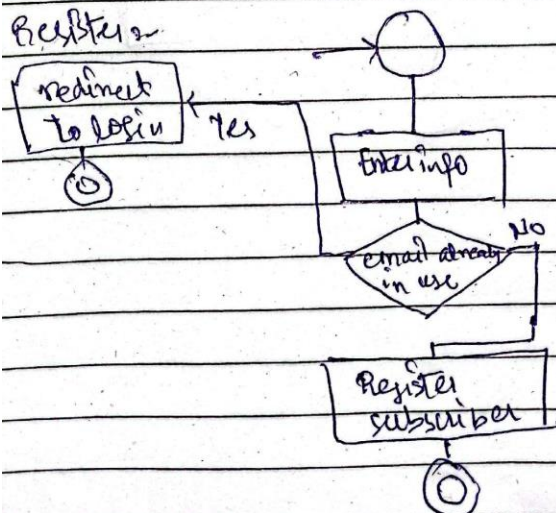 Register
redirect
to login
Yes
Enter info
email already
in use
No
Register
subscriber